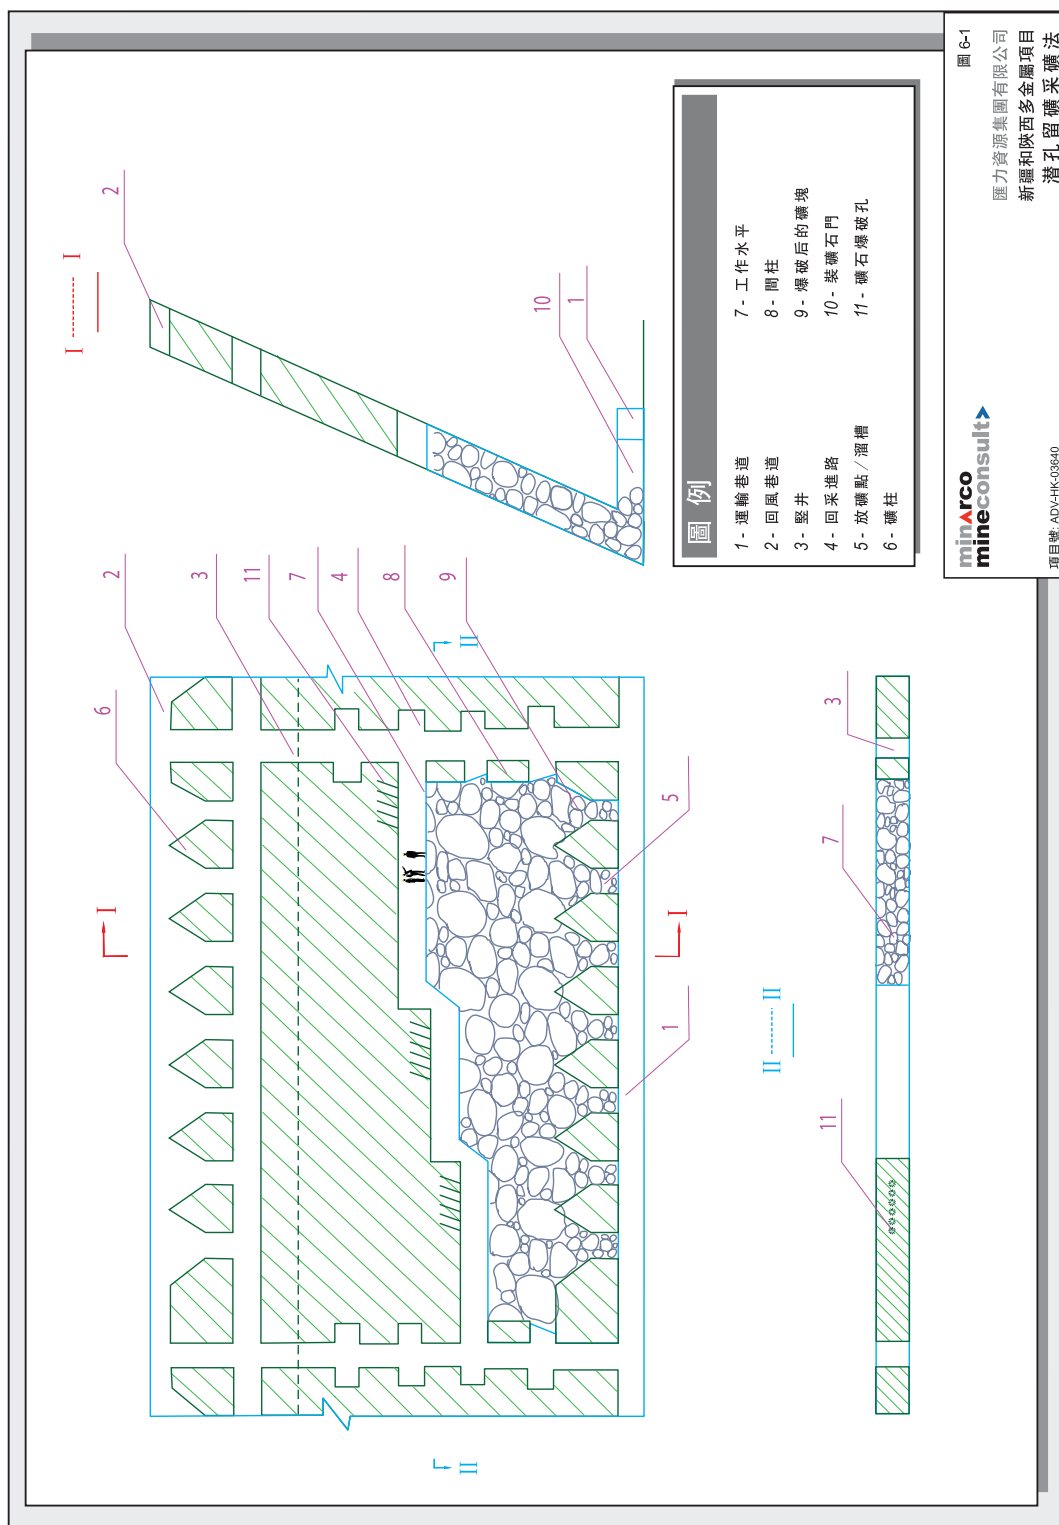 2
I
I
10
1
2
3
11
7
4
8
9
6
II
II
I
I
5
1
3
7
II
II
11
圖 例
1 - 運輸巷道
2 - 回風巷道
3 - 竪井
4 - 回采進路
5 - 放礦點／溜槽
6 - 礦柱
7 - 工作水平
8 - 間柱
9 - 爆破后的礦塊
10 - 裝礦石門
11 - 礦石爆破孔
圖 6-1
匯力資源集團有限公司
新疆和陝西多金屬項目
潛孔留礦采礦法
minarco
mineconsult
項目號: ADV-HK-03640